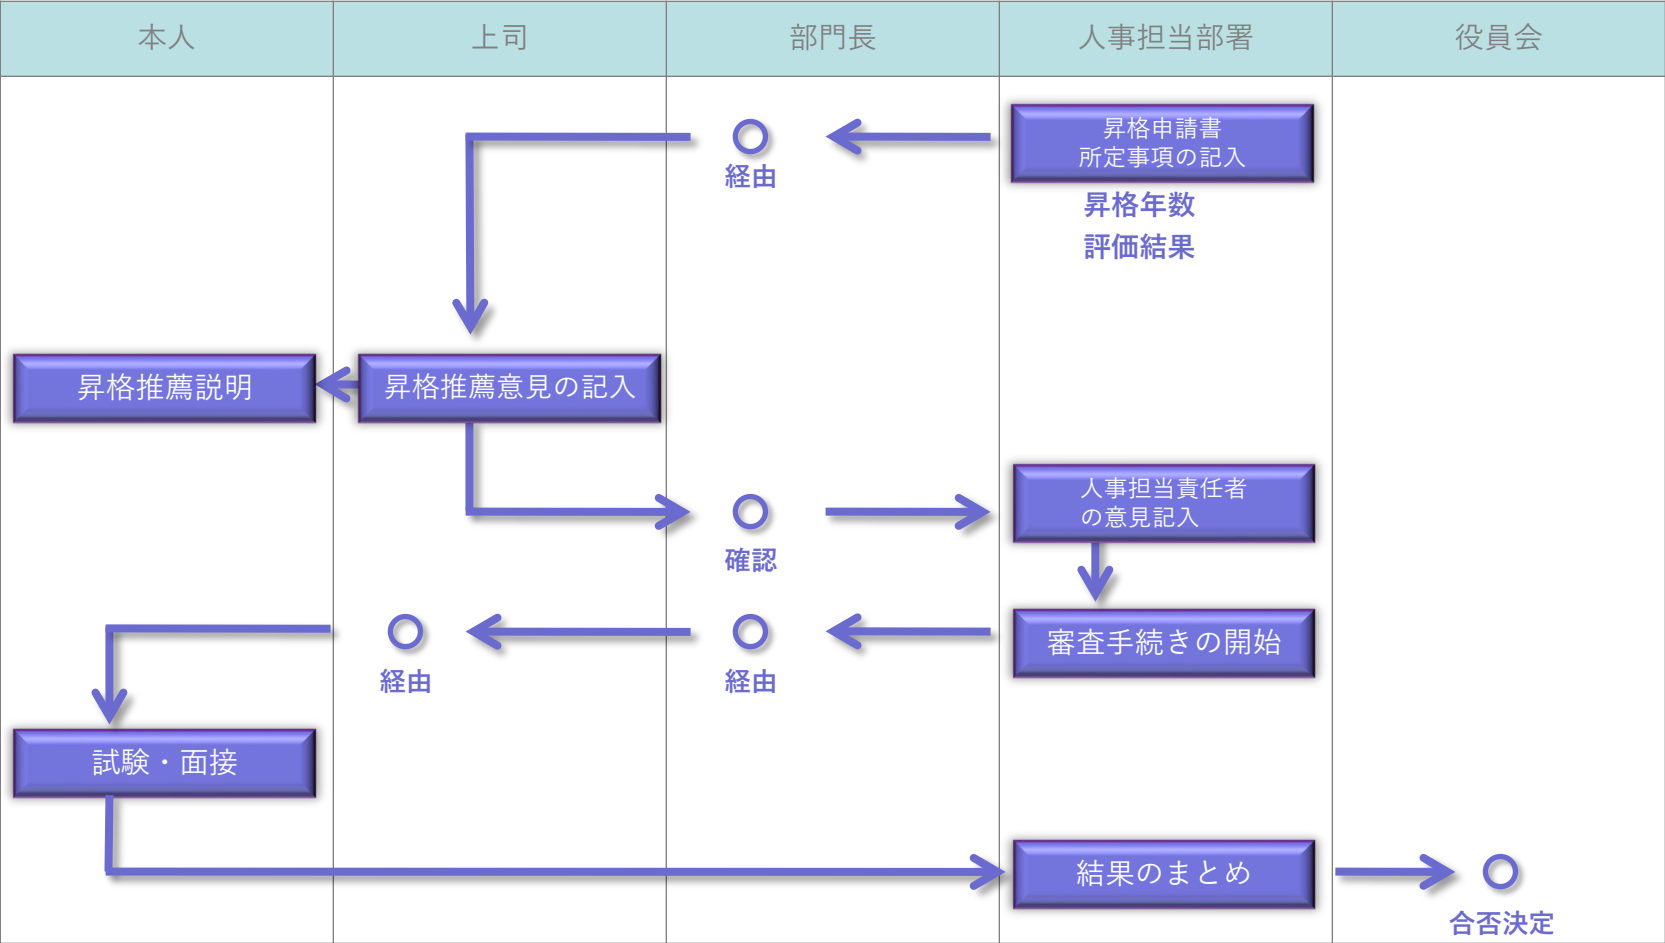 本人
上司
部門長
人事担当部署
役員会
昇格申請書
所定事項の記入
経由
昇格年数
評価結果
昇格推薦説明
昇格推薦意見の記入
人事担当責任者
の意見記入
確認
審査手続きの開始
経由
経由
試験・面接
結果のまとめ
合否決定